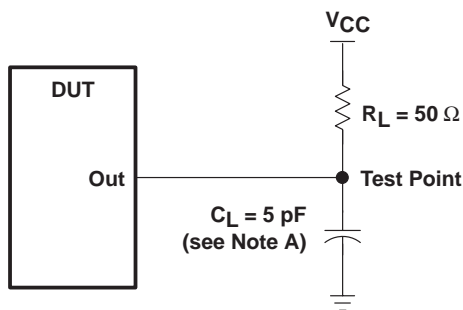 VCC
DUT
RL = 50 Ω
Out
Test Point
CL = 5 pF
(see Note A)